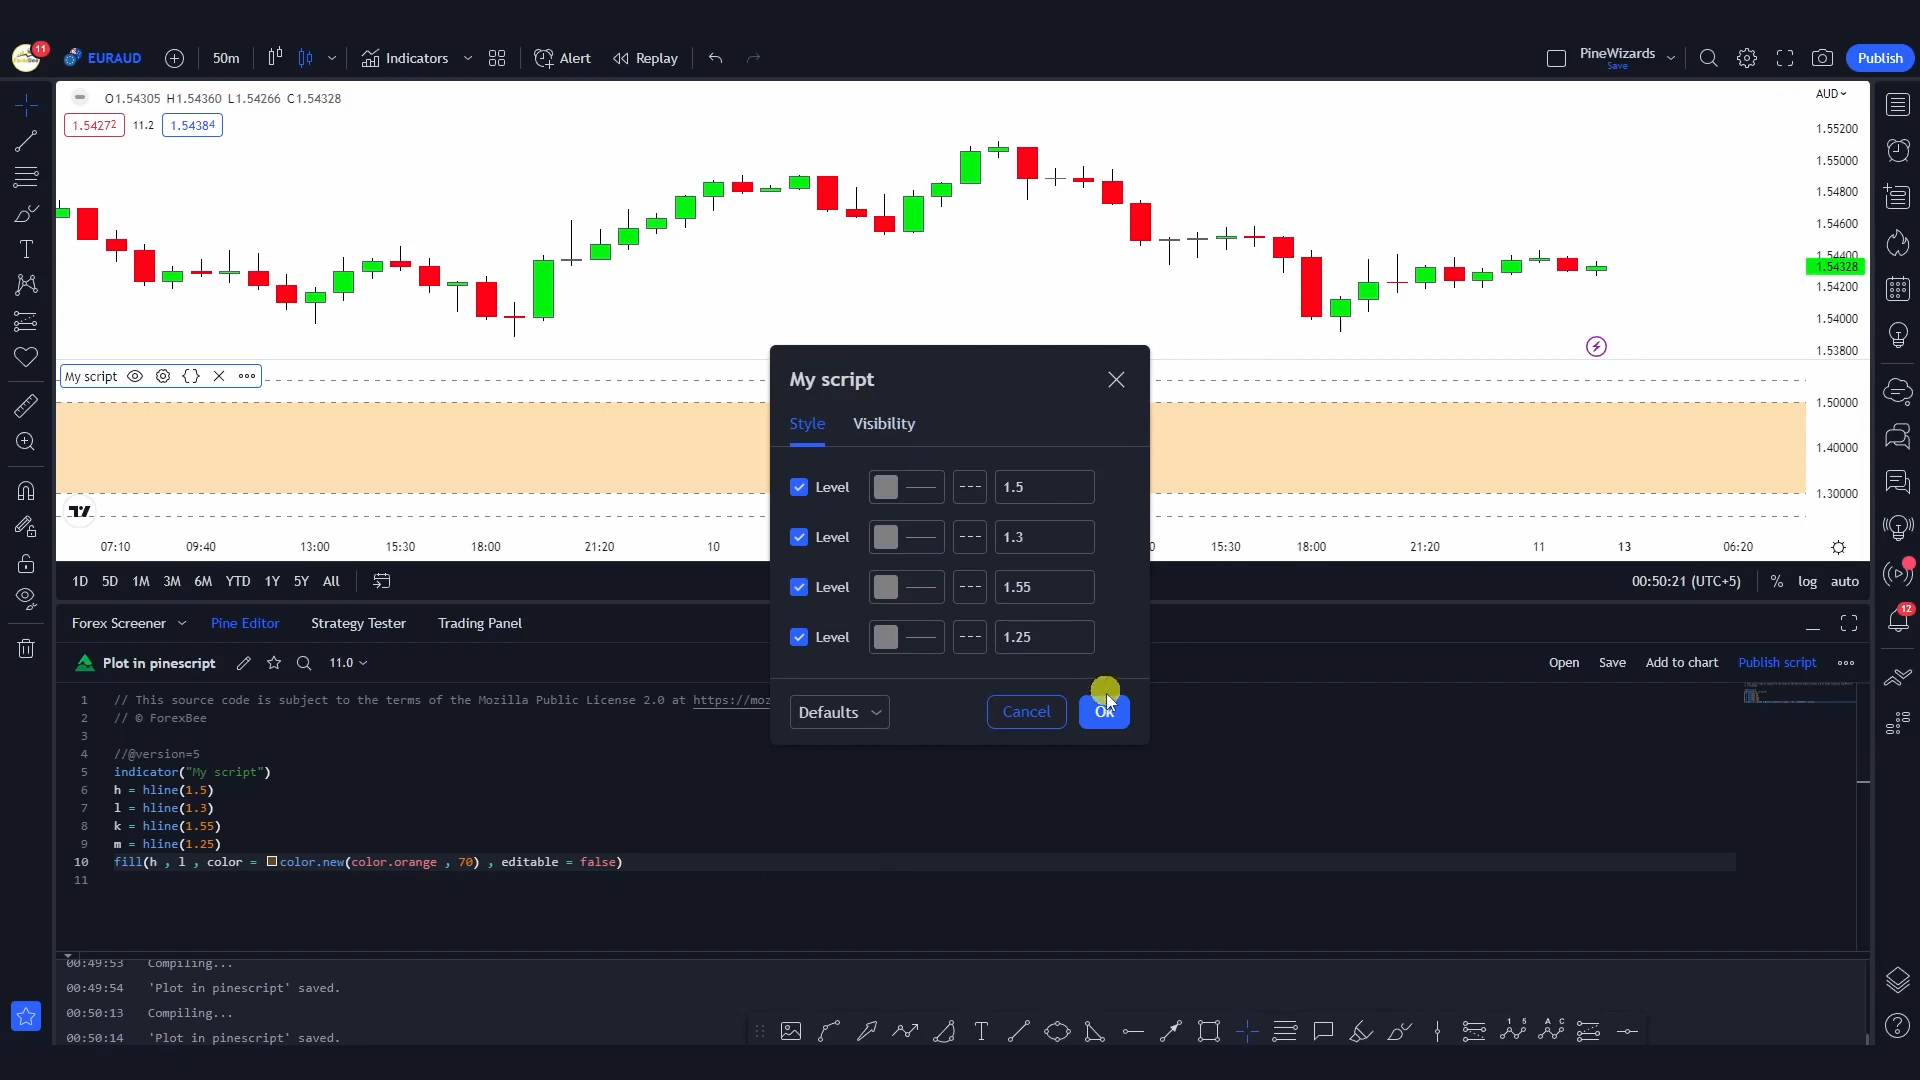 11
EURAUD
50m
Indicators
Alert
Replay
PineWizards
Save
Publish
O1.54305 H1.54360 L1.54266 C1.54328
1.54272 11.2 1.54384
AUD
1.55200
1.55000
1.54800
1.54600
1.54400
1.54328
1.54200
1.54000
1.53800
My script
1.50000
1.40000
1.30000
07:10 09:40 13:00 15:30 18:00 21:20 10 15:30 18:00 21:20 11 13 06:20
1D 5D 1M 3M 6M YTD 1Y 5Y All
00:50:21 (UTC+5) % log auto
My script
Style Visibility
Level 1.5
Level 1.3
Level 1.55
Level 1.25
Defaults Cancel Ok
Forex Screener Pine Editor Strategy Tester Trading Panel
Plot in pinescript 11.0
Open Save Add to chart Publish script
1 // This source code is subject to the terms of the Mozilla Public License 2.0 at https://moz
2 // © ForexBee
3
4 //@version=5
5 indicator("My script")
6 h = hline(1.5)
7 l = hline(1.3)
8 k = hline(1.55)
9 m = hline(1.25)
10 fill(h , l , color = color.new(color.orange , 70) , editable = false)
11
00:49:53 Compiling...
00:49:54 'Plot in pinescript' saved.
00:50:13 Compiling...
00:50:14 'Plot in pinescript' saved.
12